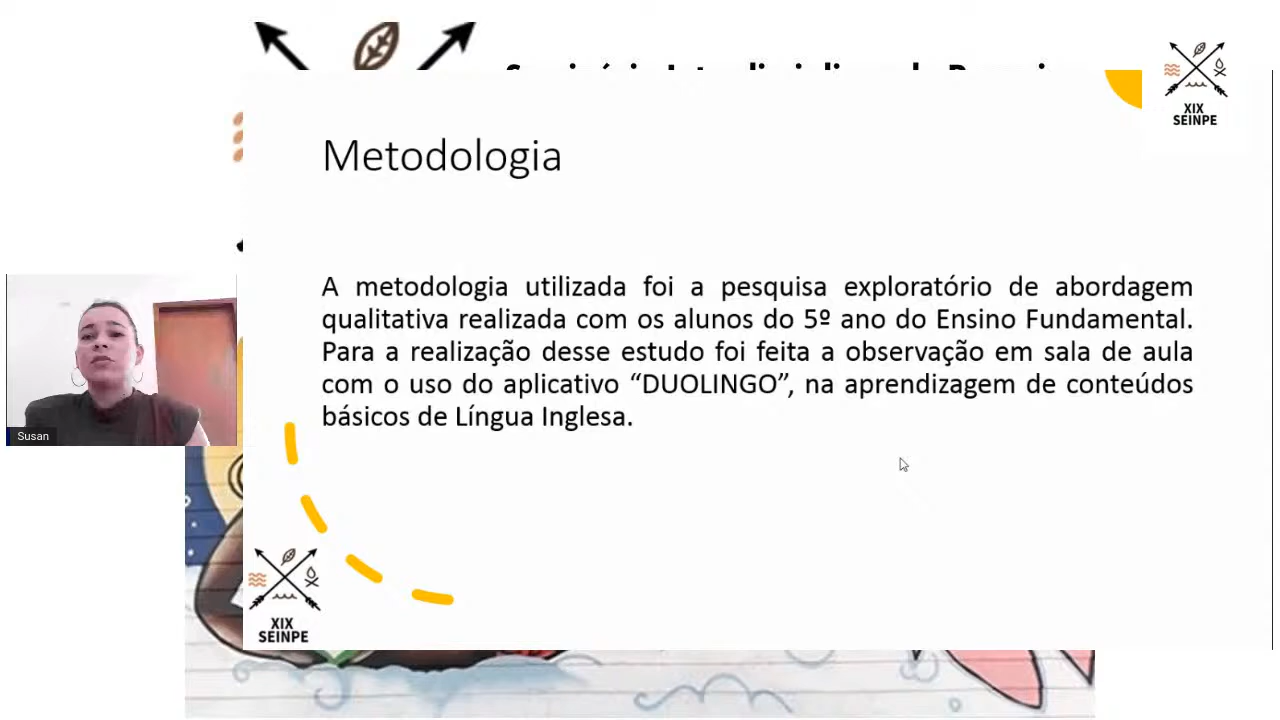 XIX
SEINPE
Metodologia
A metodologia utilizada foi a pesquisa exploratório de abordagem
qualitativa realizada com os alunos do 5º ano do Ensino Fundamental.
Para a realização desse estudo foi feita a observação em sala de aula
com o uso do aplicativo “DUOLINGO”, na aprendizagem de conteúdos
básicos de Língua Inglesa.
Susan
XIX
SEINPE